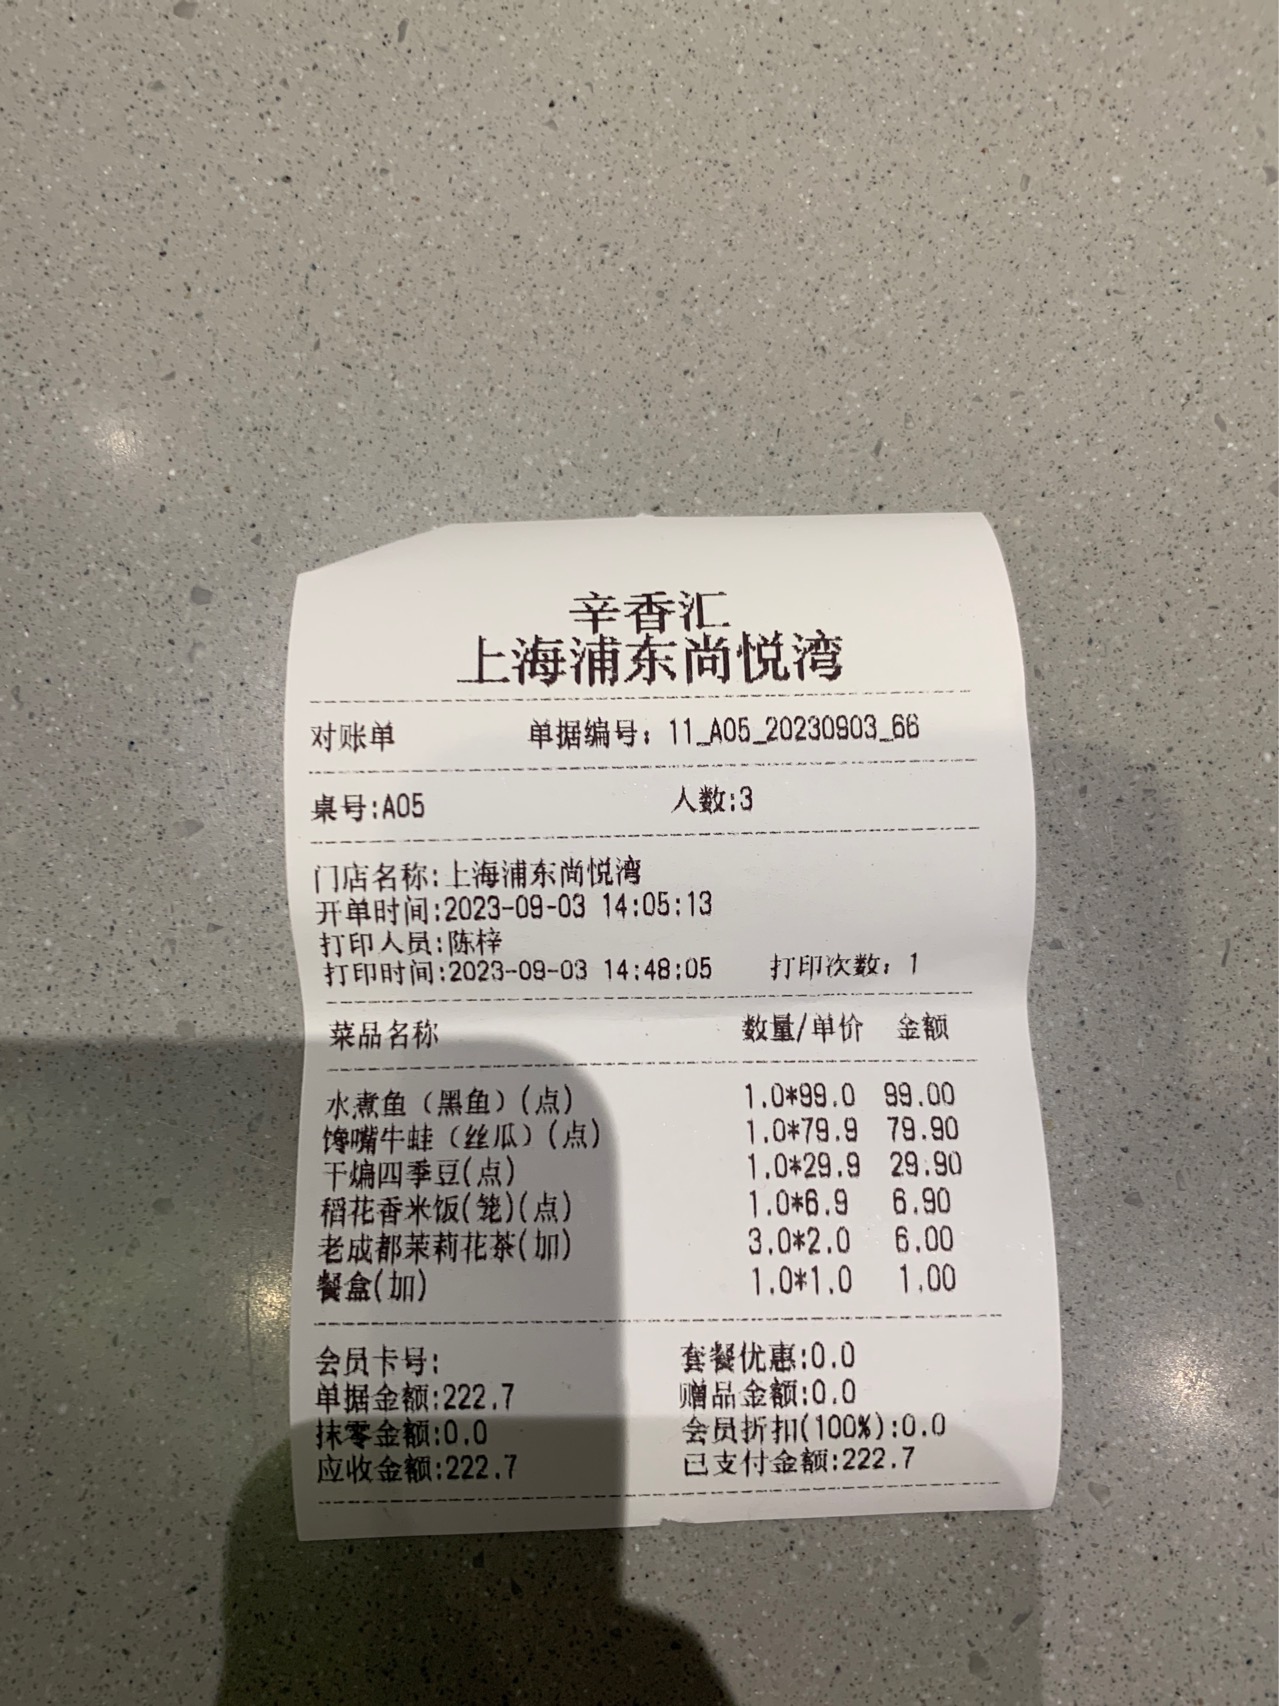 辛香汇
上海浦东尚悦湾
对账单 单据编号：11_A05_20230903_66
桌号:A05 人数:3
门店名称:上海浦东尚悦湾
开单时间:2023-09-03 14:05:13
打印人员:陈梓
打印时间:2023-09-03 14:48:05 打印次数：1
菜品名称 数量/单价 金额
水煮鱼（黑鱼）(点) 1.0*99.0 99.00
馋嘴牛蛙（丝瓜）(点) 1.0*79.9 79.90
干煸四季豆(点) 1.0*29.9 29.90
稻花香米饭(笼)(点) 1.0*6.9 6.90
老成都茉莉花茶(加) 3.0*2.0 6.00
餐盒(加) 1.0*1.0 1.00
会员卡号: 套餐优惠:0.0
单据金额:222.7 赠品金额:0.0
抹零金额:0.0 会员折扣(100%):0.0
应收金额:222.7 已支付金额:222.7